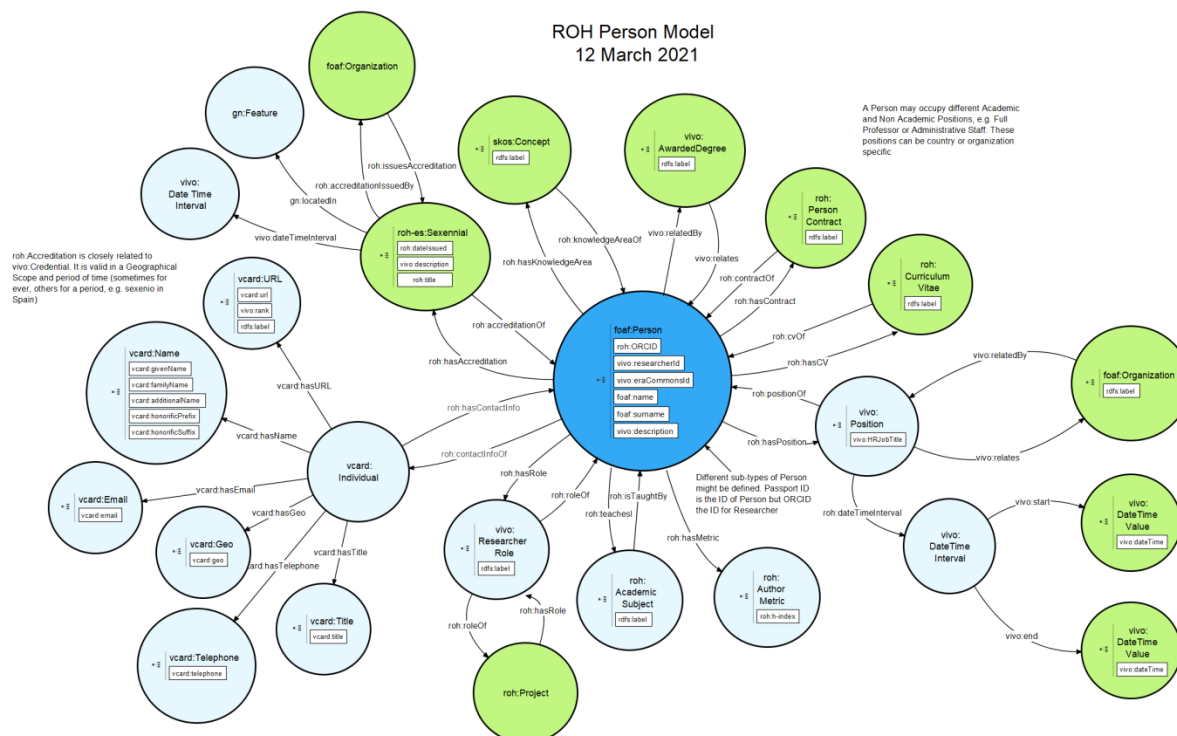 ROH Person Model
12 March 2021
foaf:Organization
gn:Feature
vivo:
Date Time
Interval
roh:issuesAccreditation
roh:accreditationIssuedBy
gn:locatedIn
vivo:dateTimeInterval
skos:Concept
rdfs:label
vivo:
AwardedDegree
rdfs:label
A Person may occupy different Academic
and Non Academic Positions, e.g. Full
Professor or Administrative Staff. These
positions can be country or organization
specific
roh:
Person
Contract
rdfs:label
roh-es:Sexennial
roh:dateIssued
vivo:description
roh:title
roh:knowledgeAreaOf
roh:hasKnowledgeArea
vivo:relatedBy
vivo:relates
roh:contractOf
roh:hasContract
roh:
Curriculum
Vitae
rdfs:label
roh:Accreditation is closely related to
vivo:Credential. It is valid in a Geographical
Scope and period of time (sometimes for
ever, others for a period, e.g. sexenio in
Spain)
vcard:URL
vcard:url
vivo:rank
rdfs:label
roh:accreditationOf
roh:hasAccreditation
foaf:Person
roh:ORCID
vivo:researcherId
vivo:eraCommonsId
foaf:name
foaf:surname
vivo:description
roh:cvOf
roh:hasCV
vivo:relatedBy
foaf:Organization
rdfs:label
vcard:Name
vcard:givenName
vcard:familyName
vcard:additionalName
vcard:honorificPrefix
vcard:honorificSuffix
vcard:hasURL
vcard:hasName
roh:hasContactInfo
roh:contactInfoOf
roh:positionOf
roh:hasPosition
vivo:
Position
vivo:HRJobTitle
vivo:relates
vcard:
Individual
vcard:hasEmail
vcard:Email
vcard:email
vcard:hasGeo
vcard:Geo
vcard:geo
vcard:hasTitle
card:hasTelephone
roh:hasRole
roh:roleOf
roh:isTaughtBy
roh:teachesI
Different sub-types of Person
might be defined. Passport ID
is the ID of Person but ORCID
the ID for Researcher
roh:dateTimeInterval
vivo:start
vivo:
DateTime
Value
vivo:dateTime
vivo:
Researcher
Role
rdfs:label
roh:hasMetric
vivo:
DateTime
Interval
roh:
Academic
Subject
rdfs:label
roh:
Author
Metric
roh:h-index
vcard:Title
vcard:title
roh:hasRole
roh:roleOf
vivo:end
vivo:
DateTime
Value
vivo:dateTime
vcard:Telephone
vcard:telephone
roh:Project